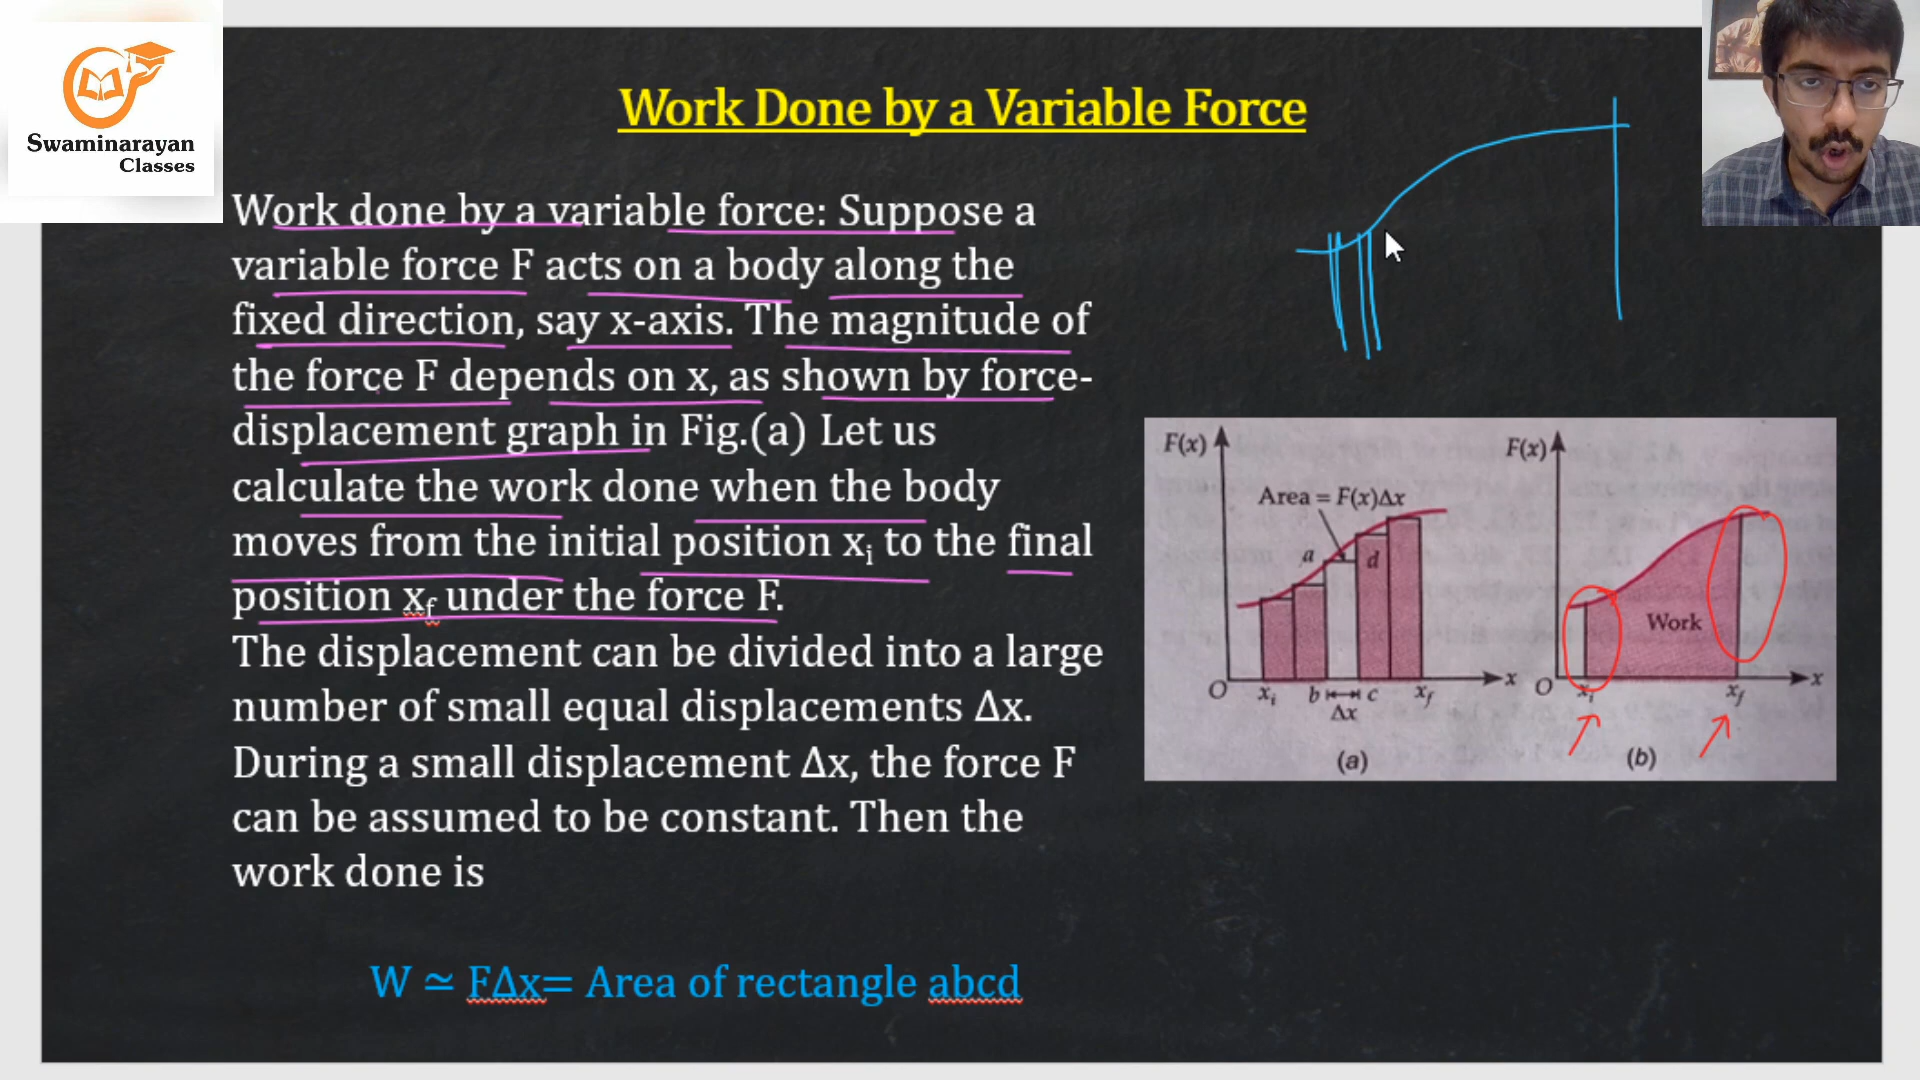 Swaminarayan
Classes
Work Done by a Variable Force
Work done by a variable force: Suppose a
variable force F acts on a body along the
fixed direction, say x-axis. The magnitude of
the force F depends on x, as shown by force-
displacement graph in Fig.(a) Let us
calculate the work done when the body
moves from the initial position xᵢ to the final
position x_f under the force F.
The displacement can be divided into a large
number of small equal displacements Δx.
During a small displacement Δx, the force F
can be assumed to be constant. Then the
work done is
W ≃ FΔx= Area of rectangle abcd
F(x)
Area = F(x)Δx
a
d
O
xᵢ
b
c
x_f
x
Δx
(a)
F(x)
Work
O
xᵢ
x_f
x
(b)